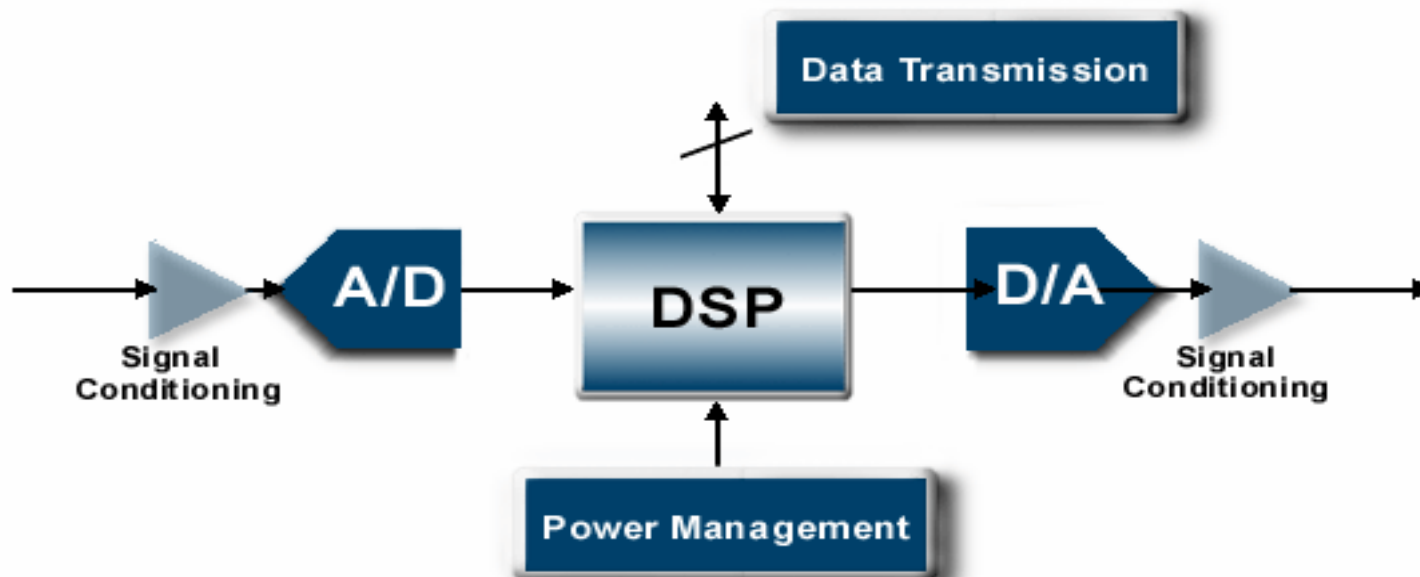 Data Transmission
A/D
DSP
D/A
Signal
Conditioning
Signal
Conditioning
Power Management